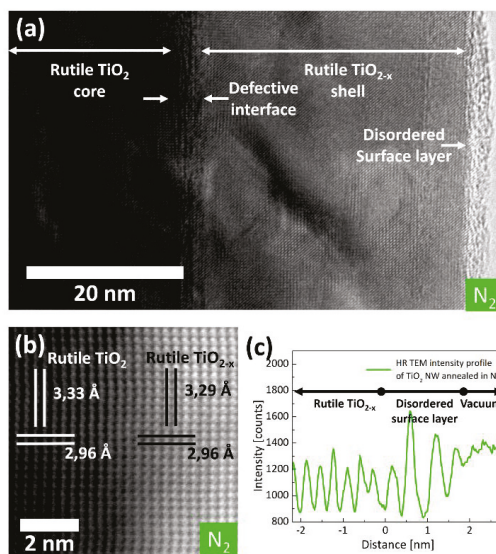 (a)
Rutile TiO2
core
Defective
interface
Rutile TiO2-x
shell
Disordered
Surface layer
20 nm
N2
(b)
Rutile TiO2
Rutile TiO2-x
3,33 Å
3,29 Å
2,96 Å
2,96 Å
2 nm
N2
(c)
HR TEM intensity profile
of TiO2 NW annealed in N
Rutile TiO2-x
Disordered
surface layer
Vacuum
Intensity [counts]
2000
1800
1600
1400
1200
1000
800
-2
-1
0
1
2
Distance [nm]